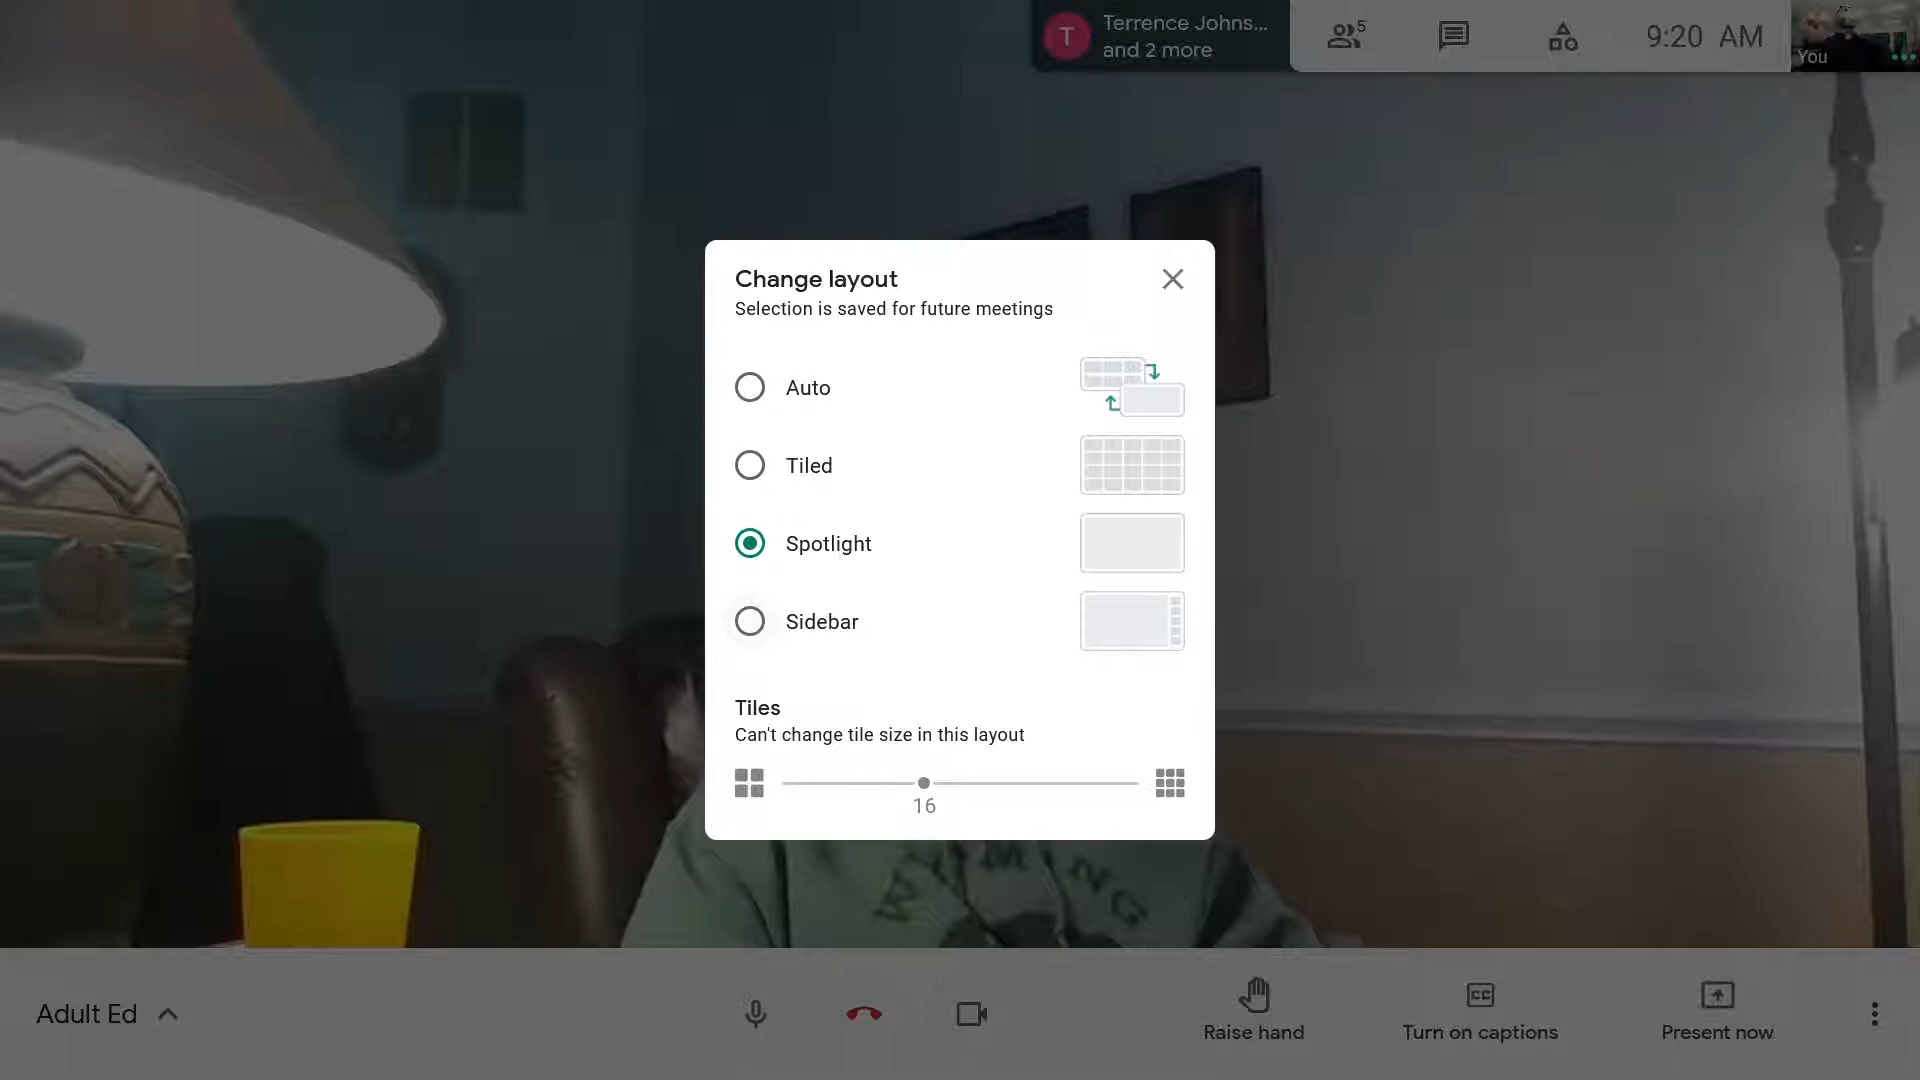 T
Terrence Johns...
and 2 more
5
9:20 AM
You
Change layout
Selection is saved for future meetings
Auto
Tiled
Spotlight
Sidebar
Tiles
Can't change tile size in this layout
16
Adult Ed
Raise hand
CC
Turn on captions
Present now